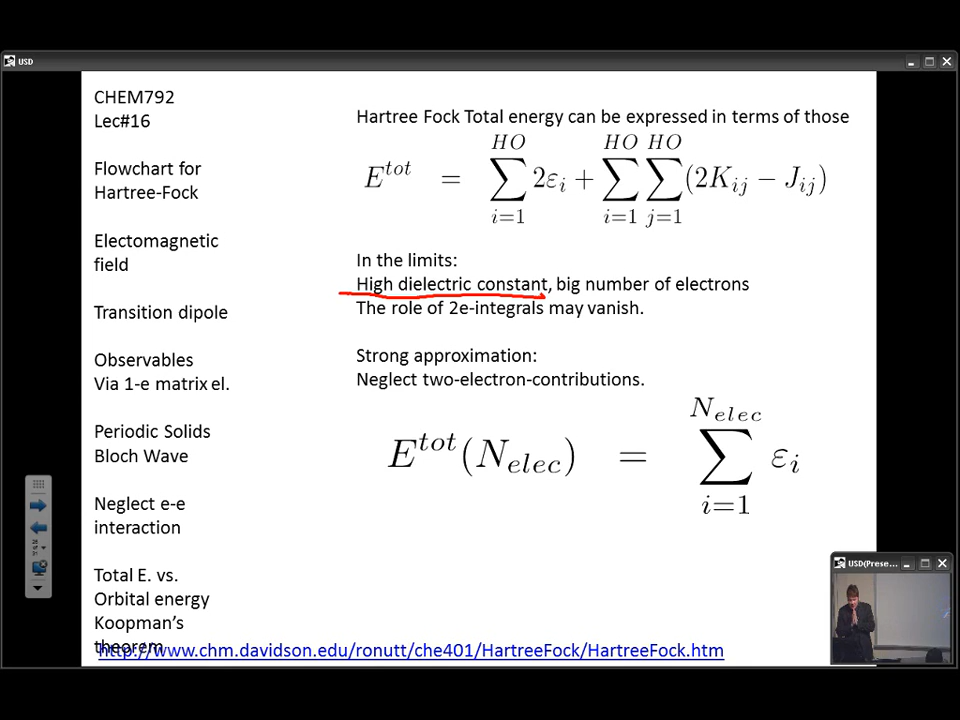 USD
CHEM792
Lec#16
Flowchart for
Hartree-Fock
Electomagnetic
field
Transition dipole
Observables
Via 1-e matrix el.
Periodic Solids
Bloch Wave
Neglect e-e
interaction
Total E. vs.
Orbital energy
Koopman's
theorem
Hartree Fock Total energy can be expressed in terms of those
E^{tot} = \sum_{i=1}^{HO} 2ε_i + \sum_{i=1}^{HO} \sum_{j=1}^{HO} (2K_{ij} − J_{ij})
In the limits:
High dielectric constant, big number of electrons
The role of 2e-integrals may vanish.
Strong approximation:
Neglect two-electron-contributions.
E^{tot}(N_{elec}) = \sum_{i=1}^{N_{elec}} ε_i
http://www.chm.davidson.edu/ronutt/che401/HartreeFock/HartreeFock.htm
USD(Prese...